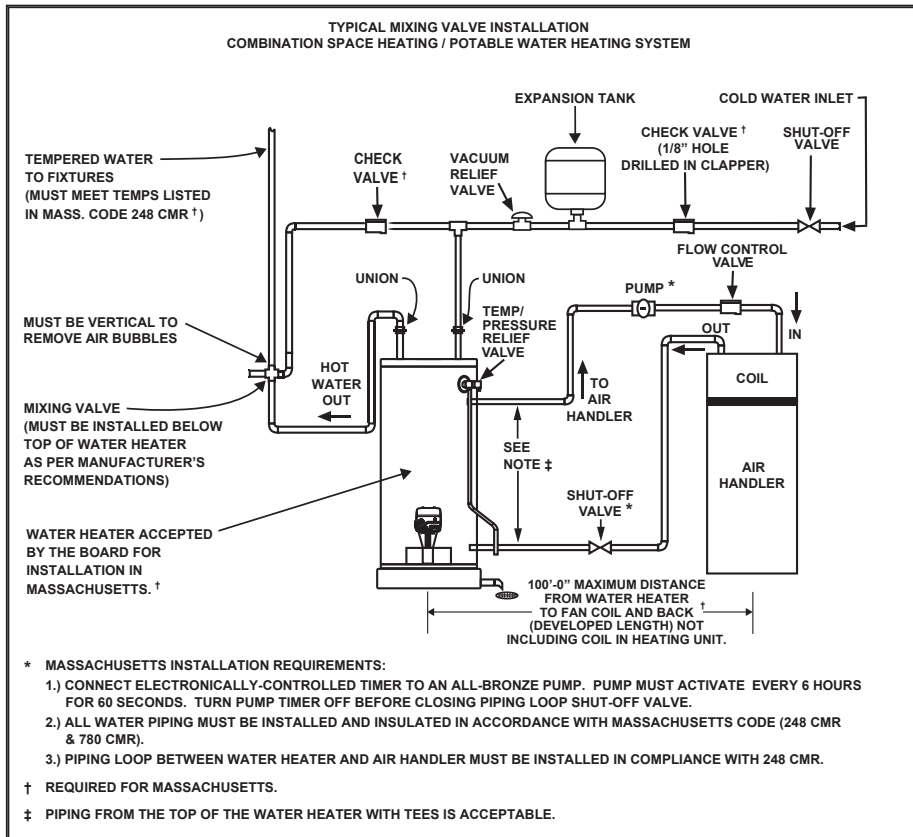 TYPICAL MIXING VALVE INSTALLATION
COMBINATION SPACE HEATING / POTABLE WATER HEATING SYSTEM
EXPANSION TANK
COLD WATER INLET
TEMPERED WATER
TO FIXTURES
(MUST MEET TEMPS LISTED
IN MASS. CODE 248 CMR †)
CHECK
VALVE †
VACUUM
RELIEF
VALVE
CHECK VALVE †
(1/8” HOLE
DRILLED IN CLAPPER)
SHUT-OFF
VALVE
FLOW CONTROL
VALVE
UNION
UNION
PUMP *
TEMP/
PRESSURE
RELIEF
VALVE
OUT
IN
MUST BE VERTICAL TO
REMOVE AIR BUBBLES
HOT
WATER
OUT
TO
AIR
HANDLER
COIL
MIXING VALVE
(MUST BE INSTALLED BELOW
TOP OF WATER HEATER
AS PER MANUFACTURER’S
RECOMMENDATIONS)
SEE
NOTE ‡
AIR
HANDLER
SHUT-OFF
VALVE *
WATER HEATER ACCEPTED
BY THE BOARD FOR
INSTALLATION IN
MASSACHUSETTS. †
100’-0” MAXIMUM DISTANCE
FROM WATER HEATER
TO FAN COIL AND BACK †
(DEVELOPED LENGTH) NOT
INCLUDING COIL IN HEATING UNIT.
* MASSACHUSETTS INSTALLATION REQUIREMENTS:
1.) CONNECT ELECTRONICALLY-CONTROLLED TIMER TO AN ALL-BRONZE PUMP. PUMP MUST ACTIVATE EVERY 6 HOURS
FOR 60 SECONDS. TURN PUMP TIMER OFF BEFORE CLOSING PIPING LOOP SHUT-OFF VALVE.
2.) ALL WATER PIPING MUST BE INSTALLED AND INSULATED IN ACCORDANCE WITH MASSACHUSETTS CODE (248 CMR
& 780 CMR).
3.) PIPING LOOP BETWEEN WATER HEATER AND AIR HANDLER MUST BE INSTALLED IN COMPLIANCE WITH 248 CMR.
† REQUIRED FOR MASSACHUSETTS.
‡ PIPING FROM THE TOP OF THE WATER HEATER WITH TEES IS ACCEPTABLE.